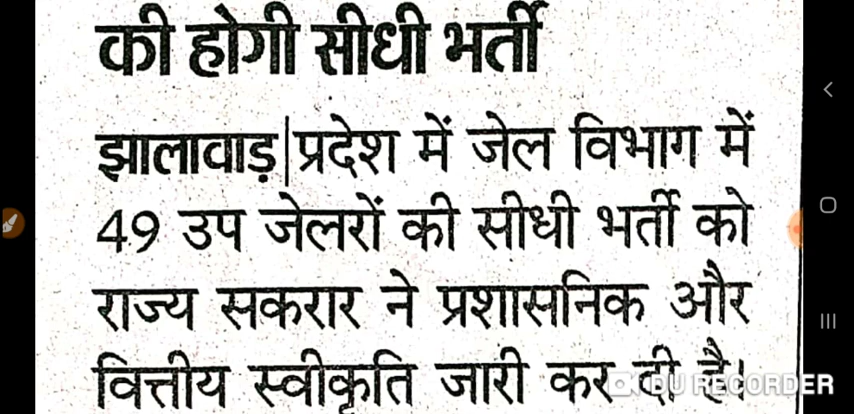 की होगी सीधी भर्ती
झालावाड़|प्रदेश में जेल विभाग में
49 उप जेलरों की सीधी भर्ती को
राज्य सकरार ने प्रशासनिक और
वित्तीय स्वीकृति जारी कर दी है।
DU RECORDER